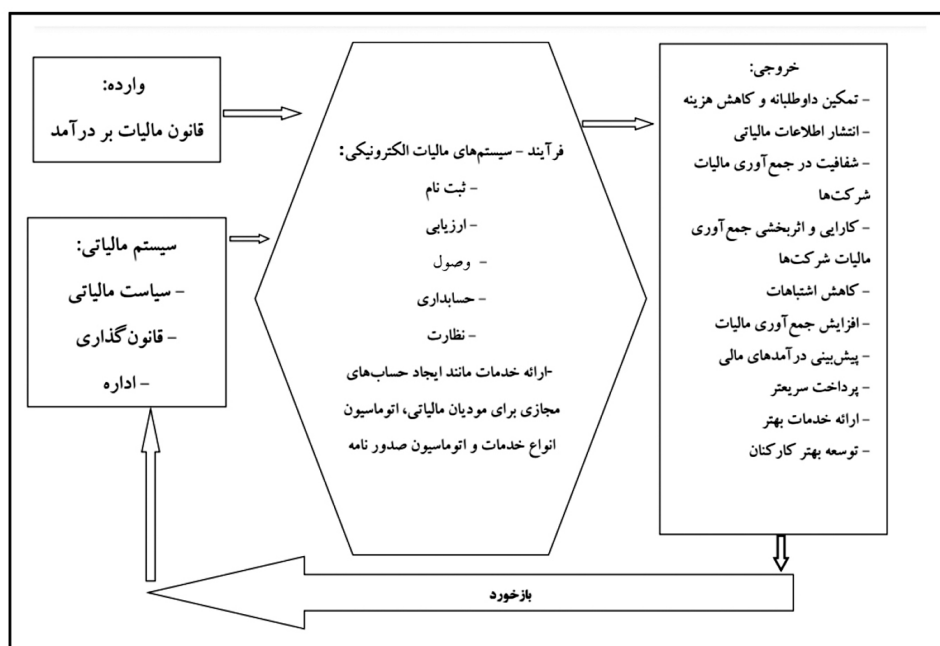 وارده:
قانون مالیات بر درآمد
سیستم مالیاتی:
– سیاست مالیاتی
– قانون‌گذاری
– اداره
فرآیند – سیستم‌های مالیات الکترونیکی:
– ثبت نام
– ارزیابی
– وصول
– حسابداری
– نظارت
-ارائه خدمات مانند ایجاد حساب‌های
مجازی برای مودیان مالیاتی، اتوماسیون
انواع خدمات و اتوماسیون صدور نامه
خروجی:
– تمکین داوطلبانه و کاهش هزینه
– انتشار اطلاعات مالیاتی
– شفافیت در جمع‌آوری مالیات
شرکت‌ها
– کارایی و اثربخشی جمع‌آوری
مالیات شرکت‌ها
– کاهش اشتباهات
– افزایش جمع‌آوری مالیات
– پیش‌بینی درآمدهای مالی
– پرداخت سریعتر
– ارائه خدمات بهتر
– توسعه بهتر کارکنان
بازخورد